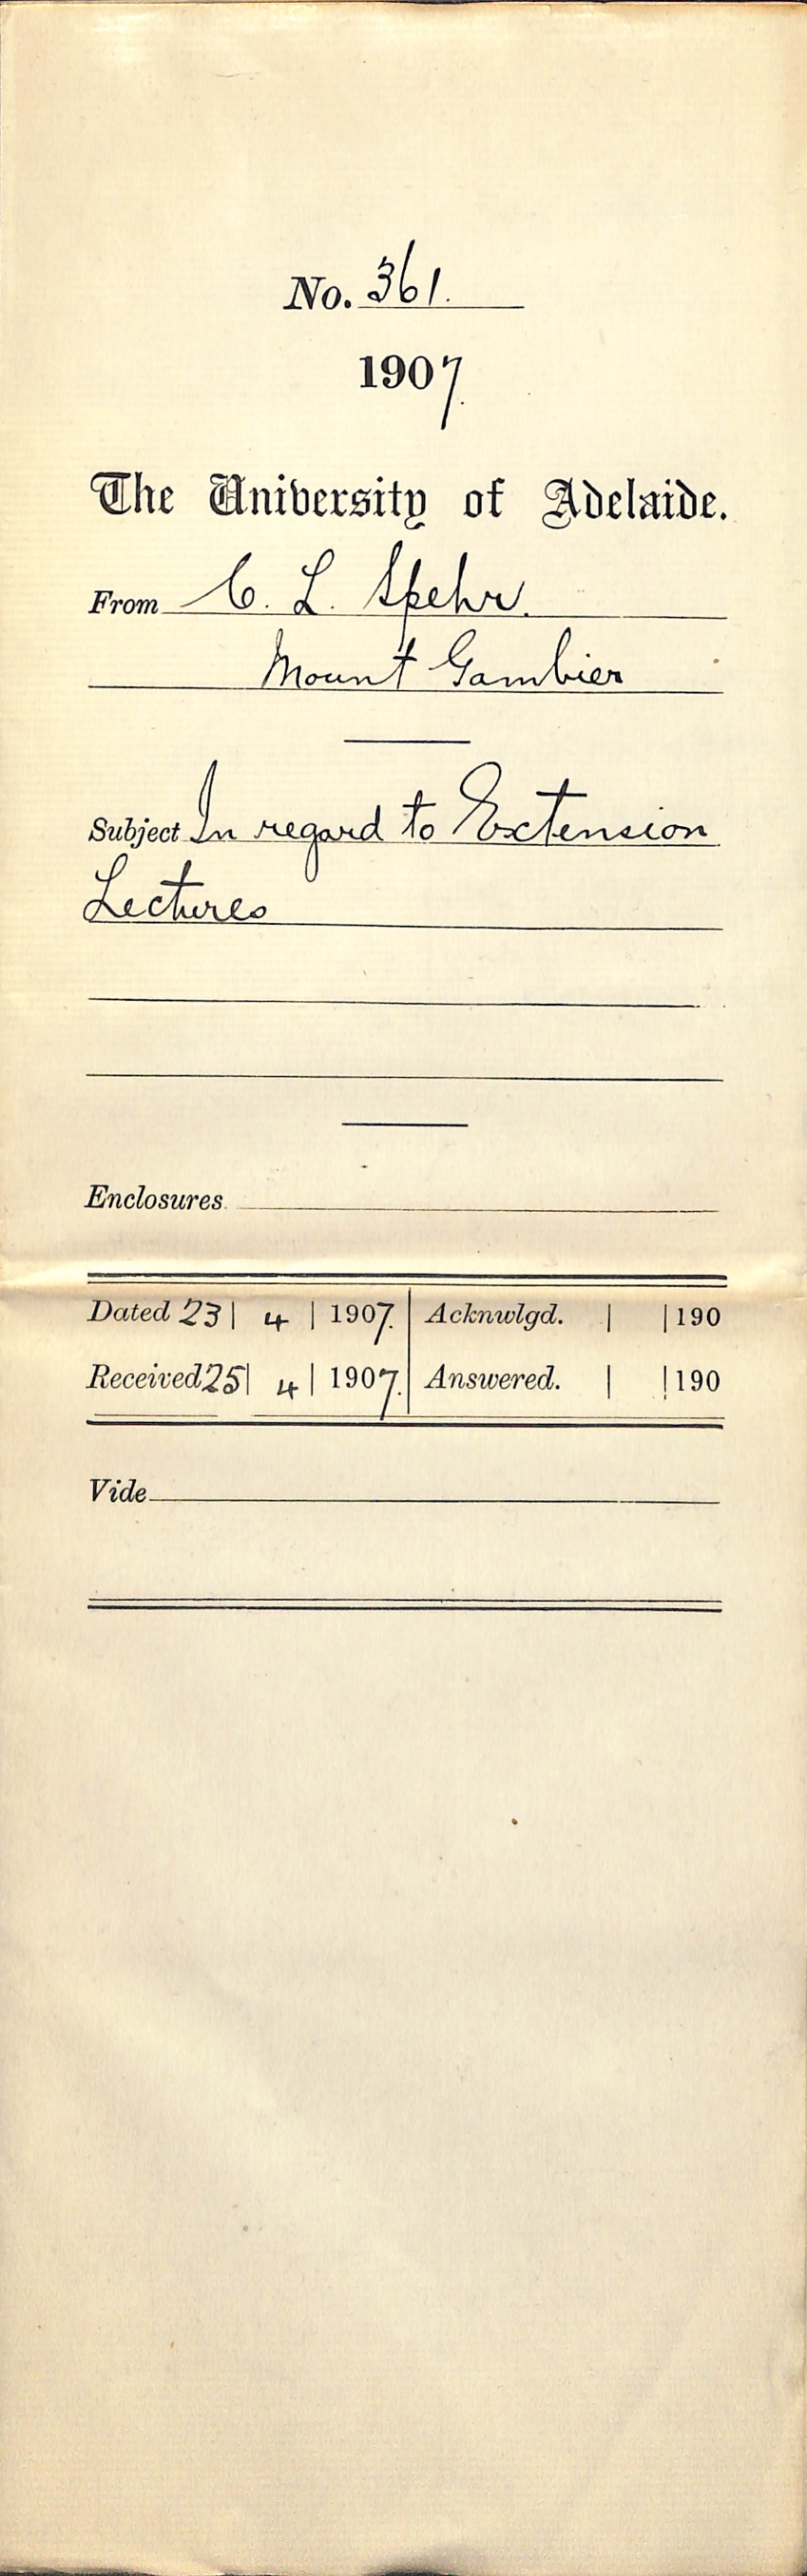 No. 361.
1907.
The University of Adelaide.
From C. L. Spehr.
Mount Gambier
Subject In regard to Extension
Lectures
Enclosures
Dated 23 | 4 | 1907. Acknwlgd. | | 190
Received 25 | 4 | 1907. Answered. | | 190
Vide